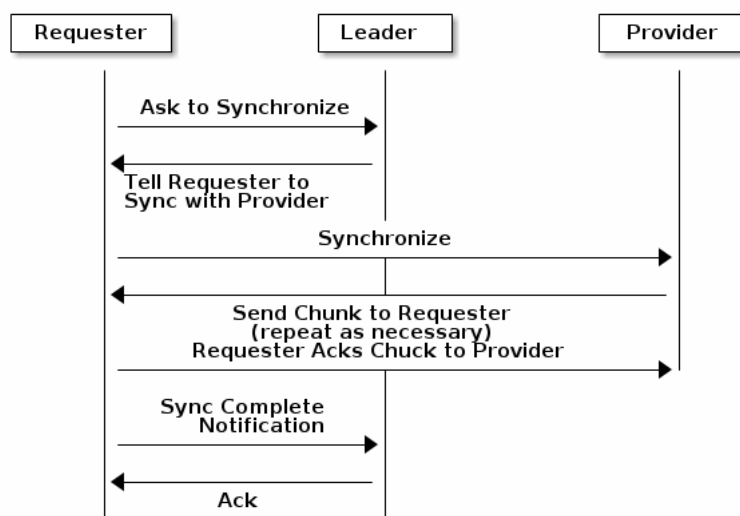 Requester
Leader
Provider
Ask to Synchronize
Tell Requester to
Sync with Provider
Synchronize
Send Chunk to Requester
(repeat as necessary)
Requester Acks Chuck to Provider
Sync Complete
Notification
Ack